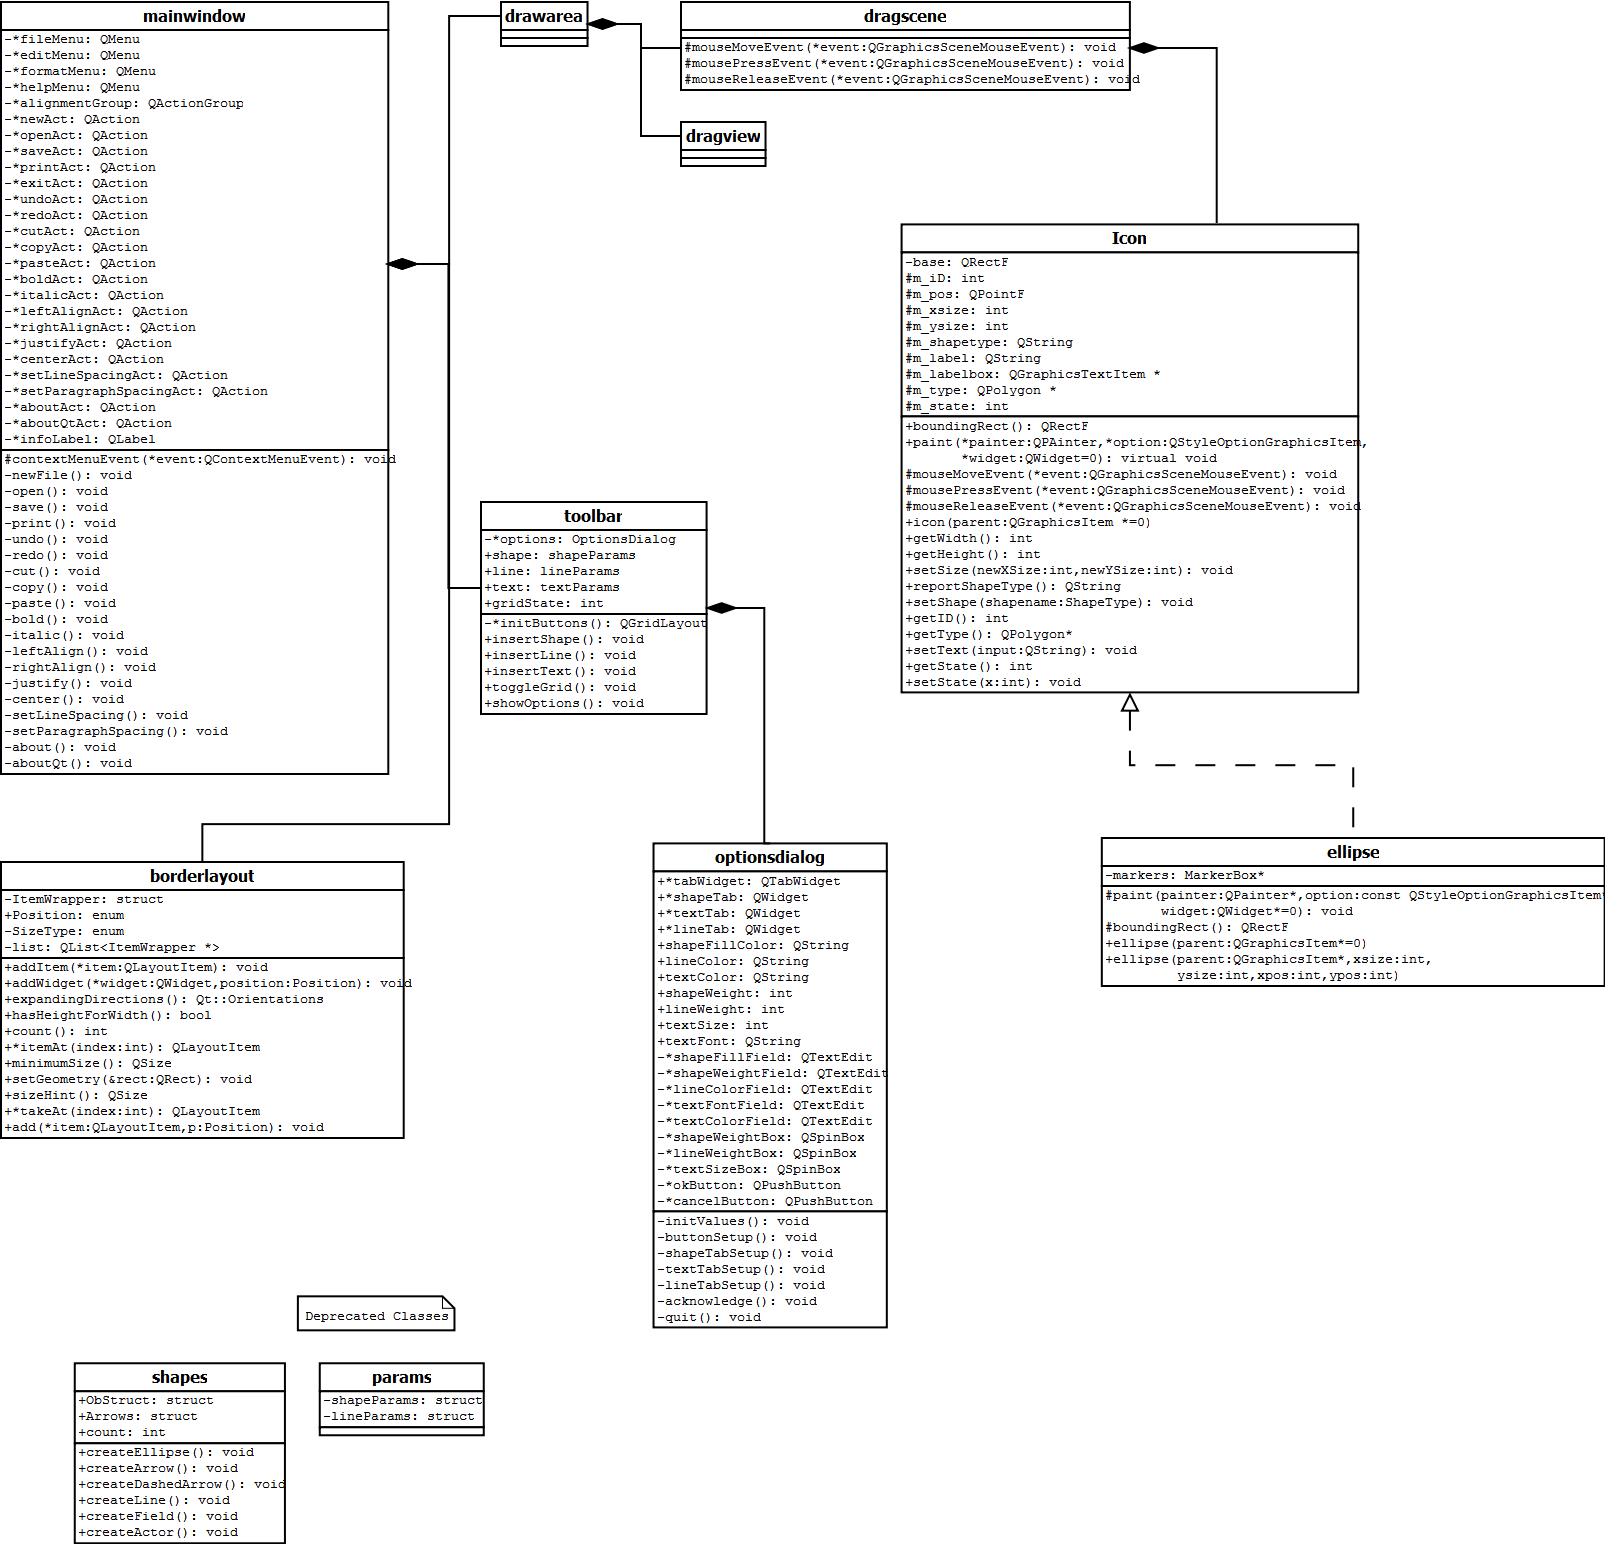 mainwindow
-*fileMenu: QMenu
-*editMenu: QMenu
-*formatMenu: QMenu
-*helpMenu: QMenu
-*alignmentGroup: QActionGroup
-*newAct: QAction
-*openAct: QAction
-*saveAct: QAction
-*printAct: QAction
-*exitAct: QAction
-*undoAct: QAction
-*redoAct: QAction
-*cutAct: QAction
-*copyAct: QAction
-*pasteAct: QAction
-*boldAct: QAction
-*italicAct: QAction
-*leftAlignAct: QAction
-*rightAlignAct: QAction
-*justifyAct: QAction
-*centerAct: QAction
-*setLineSpacingAct: QAction
-*setParagraphSpacingAct: QAction
-*aboutAct: QAction
-*aboutQtAct: QAction
-*infoLabel: QLabel
#contextMenuEvent(*event:QContextMenuEvent): void
-newFile(): void
-open(): void
-save(): void
-print(): void
-undo(): void
-redo(): void
-cut(): void
-copy(): void
-paste(): void
-bold(): void
-italic(): void
-leftAlign(): void
-rightAlign(): void
-justify(): void
-center(): void
-setLineSpacing(): void
-setParagraphSpacing(): void
-about(): void
-aboutQt(): void
drawarea
dragscene
#mouseMoveEvent(*event:QGraphicsSceneMouseEvent): void
#mousePressEvent(*event:QGraphicsSceneMouseEvent): void
#mouseReleaseEvent(*event:QGraphicsSceneMouseEvent): void
dragview
Icon
-base: QRectF
#m_iD: int
#m_pos: QPointF
#m_xsize: int
#m_ysize: int
#m_shapetype: QString
#m_label: QString
#m_labelbox: QGraphicsTextItem *
#m_type: QPolygon *
#m_state: int
+boundingRect(): QRectF
+paint(*painter:QPAinter,*option:QStyleOptionGraphicsItem,
*widget:QWidget=0): virtual void
#mouseMoveEvent(*event:QGraphicsSceneMouseEvent): void
#mousePressEvent(*event:QGraphicsSceneMouseEvent): void
#mouseReleaseEvent(*event:QGraphicsSceneMouseEvent): void
+icon(parent:QGraphicsItem *=0)
+getWidth(): int
+getHeight(): int
+setSize(newXSize:int,newYSize:int): void
+reportShapeType(): QString
+setShape(shapename:ShapeType): void
+getID(): int
+getType(): QPolygon*
+setText(input:QString): void
+getState(): int
+setState(x:int): void
toolbar
-*options: OptionsDialog
+shape: shapeParams
+line: lineParams
+text: textParams
+gridState: int
-*initButtons(): QGridLayout
+insertShape(): void
+insertLine(): void
+insertText(): void
+toggleGrid(): void
+showOptions(): void
borderlayout
-ItemWrapper: struct
+Position: enum
-SizeType: enum
-list: QList<ItemWrapper *>
+addItem(*item:QLayoutItem): void
+addWidget(*widget:QWidget,position:Position): void
+expandingDirections(): Qt::Orientations
+hasHeightForWidth(): bool
+count(): int
+*itemAt(index:int): QLayoutItem
+minimumSize(): QSize
+setGeometry(&rect:QRect): void
+sizeHint(): QSize
+*takeAt(index:int): QLayoutItem
+add(*item:QLayoutItem,p:Position): void
optionsdialog
+*tabWidget: QTabWidget
+*shapeTab: QWidget
+*textTab: QWidget
+*lineTab: QWidget
+shapeFillColor: QString
+lineColor: QString
+textColor: QString
+shapeWeight: int
+lineWeight: int
+textSize: int
+textFont: QString
-*shapeFillField: QTextEdit
-*shapeWeightField: QTextEdit
-*lineColorField: QTextEdit
-*textFontField: QTextEdit
-*textColorField: QTextEdit
-*shapeWeightBox: QSpinBox
-*lineWeightBox: QSpinBox
-*textSizeBox: QSpinBox
-*okButton: QPushButton
-*cancelButton: QPushButton
-initValues(): void
-buttonSetup(): void
-shapeTabSetup(): void
-textTabSetup(): void
-lineTabSetup(): void
-acknowledge(): void
-quit(): void
ellipse
-markers: MarkerBox*
#paint(painter:QPainter*,option:const QStyleOptionGraphicsItem*
widget:QWidget*=0): void
#boundingRect(): QRectF
+ellipse(parent:QGraphicsItem*=0)
+ellipse(parent:QGraphicsItem*,xsize:int,
ysize:int,xpos:int,ypos:int)
Deprecated Classes
shapes
+ObStruct: struct
+Arrows: struct
+count: int
+createEllipse(): void
+createArrow(): void
+createDashedArrow(): void
+createLine(): void
+createField(): void
+createActor(): void
params
-shapeParams: struct
-lineParams: struct